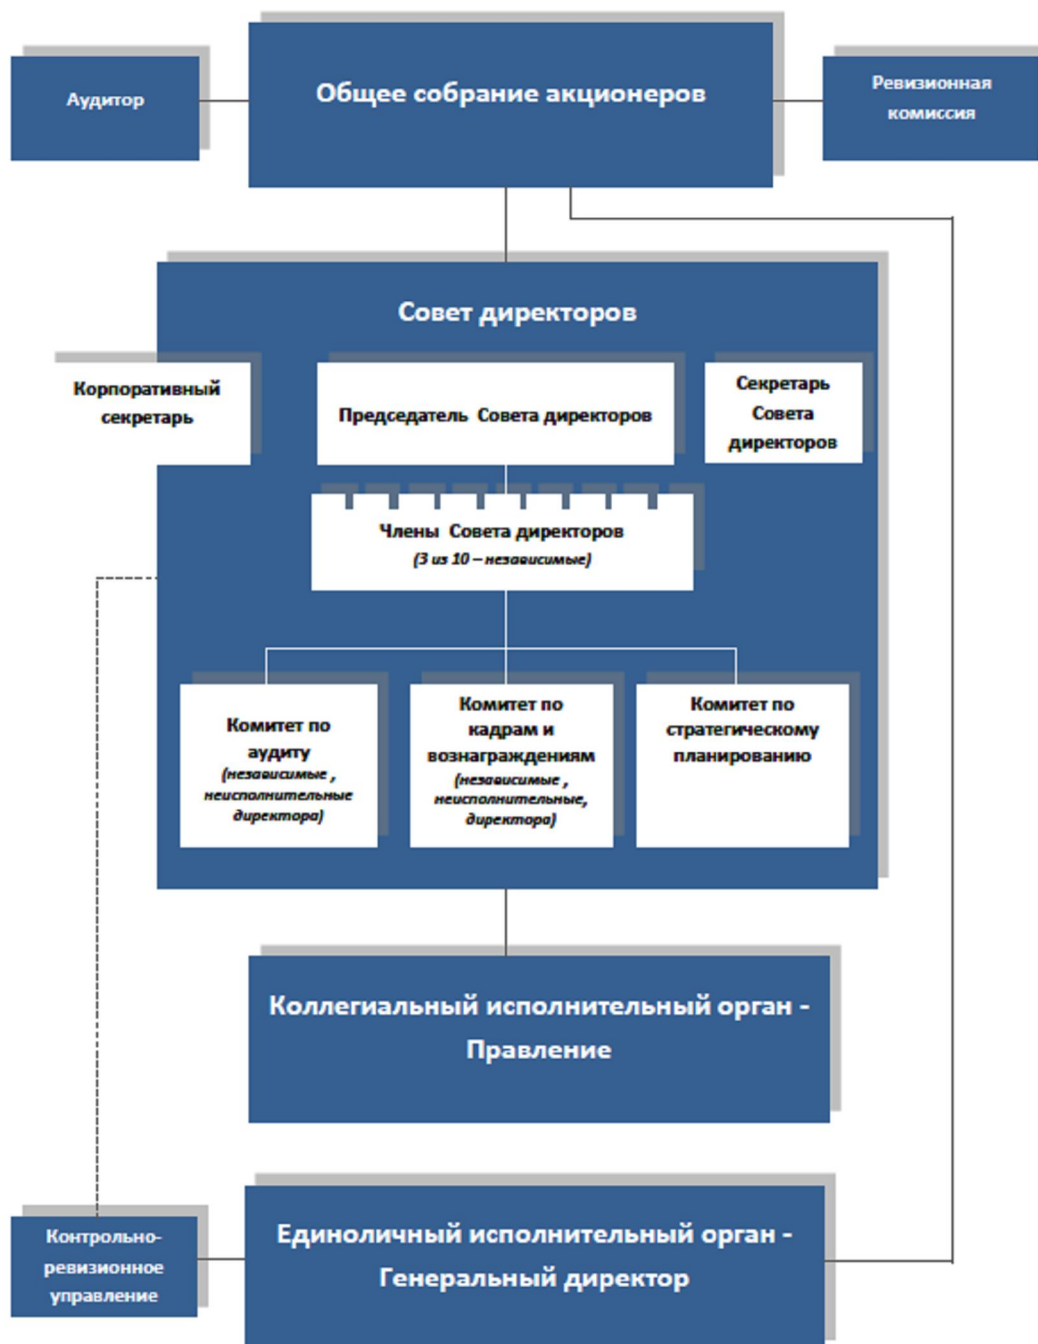 Аудитор
Общее собрание акционеров
Ревизионная
комиссия
Совет директоров
Корпоративный
секретарь
Председатель Совета директоров
Секретарь
Совета
директоров
Члены Совета директоров
(3 из 10 – независимые)
Комитет по
аудиту
(независимые ,
неисполнительные
директора)
Комитет по
кадрам и
вознаграждениям
(независимые ,
неисполнительные,
директора)
Комитет по
стратегическому
планированию
Коллегиальный исполнительный орган -
Правление
Контрольно-
ревизионное
управление
Единоличный исполнительный орган -
Генеральный директор